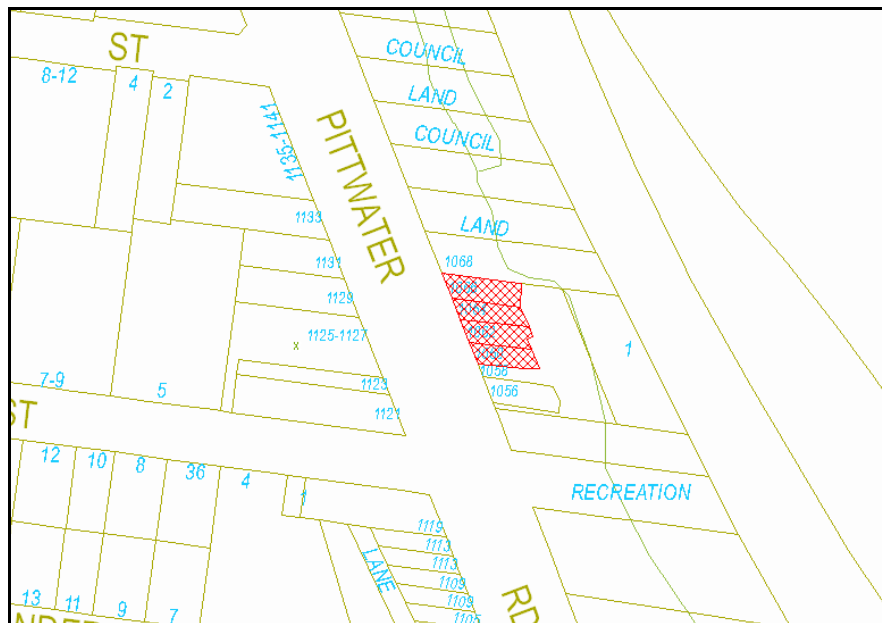 ST
COUNCIL
8-12
4
2
LAND
1135-1141
COUNCIL
PITTWATER
1133
LAND
1131
1068
1129
1125-1127
x
1
1123
1058
1056
7-9
5
1121
ST
12
10
8
36
4
1
RECREATION
1119
1113
1113
LANE
1109
1109
1105
RD
13
11
9
7